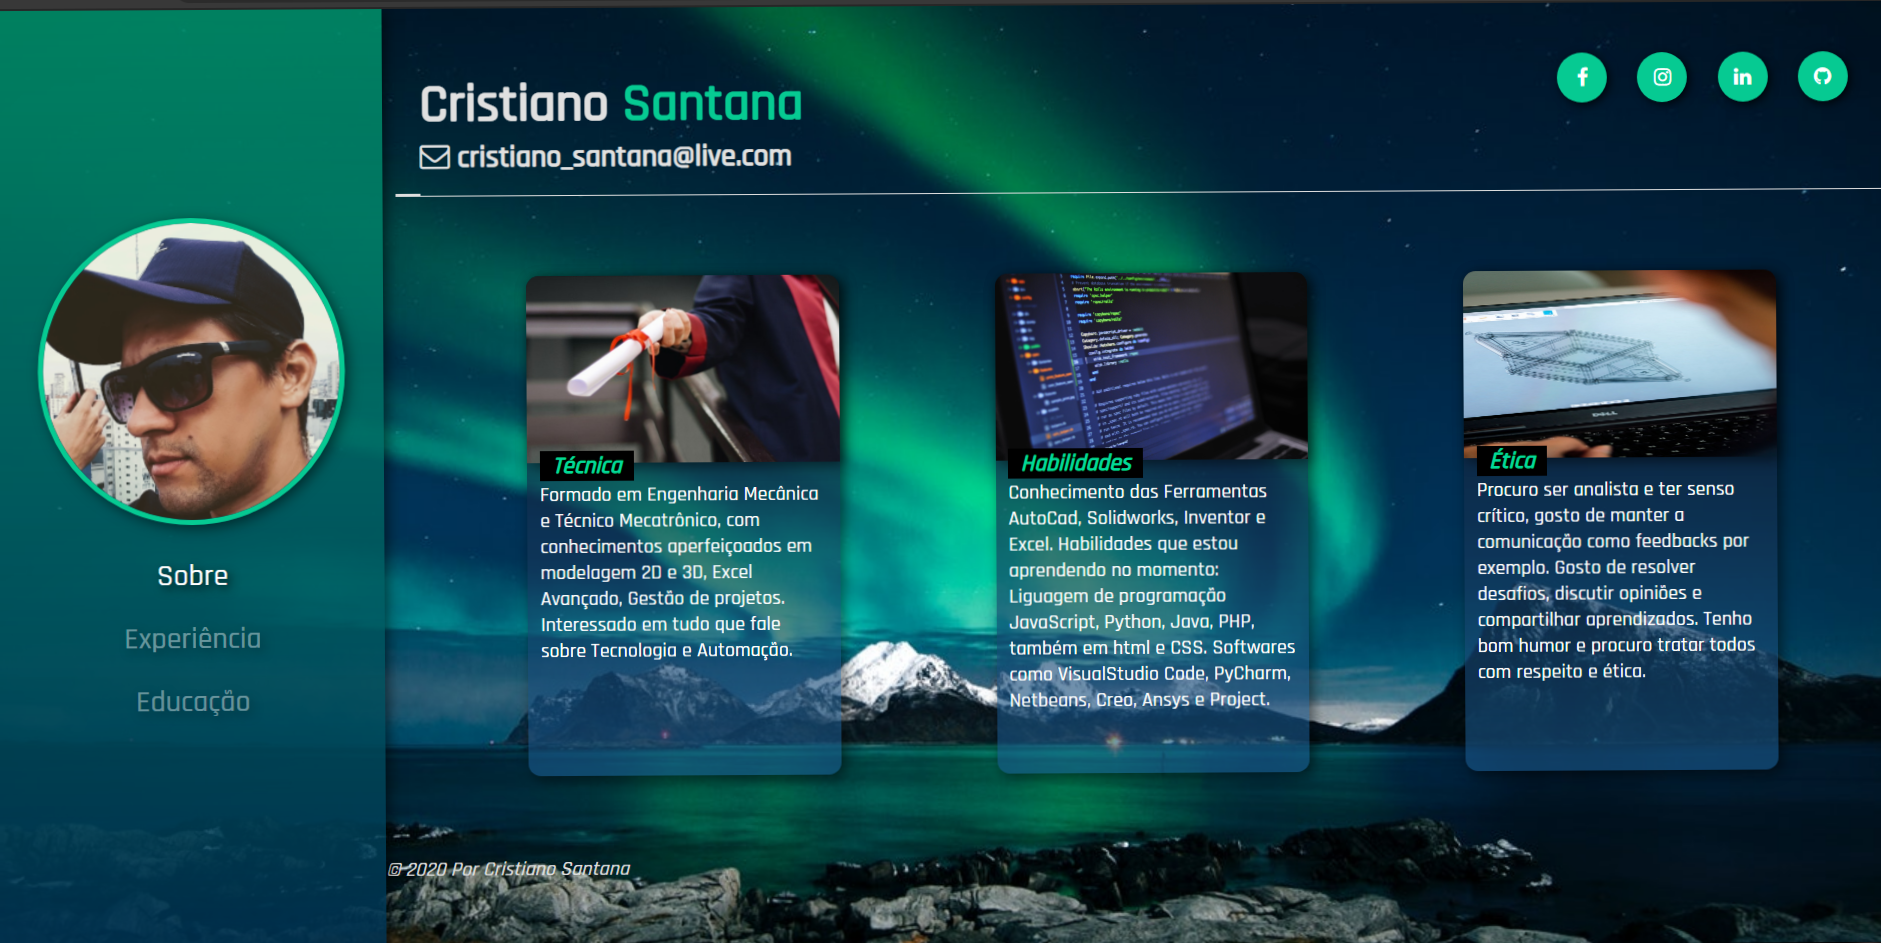 Cristiano Santana
cristiano_santana@live.com
Sobre
Experiência
Educação
Técnica
Formado em Engenharia Mecânica
e Técnico Mecatrônico, com
conhecimentos aperfeiçoados em
modelagem 2D e 3D, Excel
Avançado, Gestão de projetos.
Interessado em tudo que fale
sobre Tecnologia e Automação.
Habilidades
Conhecimento das Ferramentas
AutoCad, Solidworks, Inventor e
Excel. Habilidades que estou
aprendendo no momento:
Liguagem de programação
JavaScript, Python, Java, PHP,
também em html e CSS. Softwares
como VisualStudio Code, PyCharm,
Netbeans, Creo, Ansys e Project.
Ética
Procuro ser analista e ter senso
crítico, gosto de manter a
comunicação como feedbacks por
exemplo. Gosto de resolver
desafios, discutir opiniões e
compartilhar aprendizados. Tenho
bom humor e procuro tratar todos
com respeito e ética.
© 2020 Por Cristiano Santana